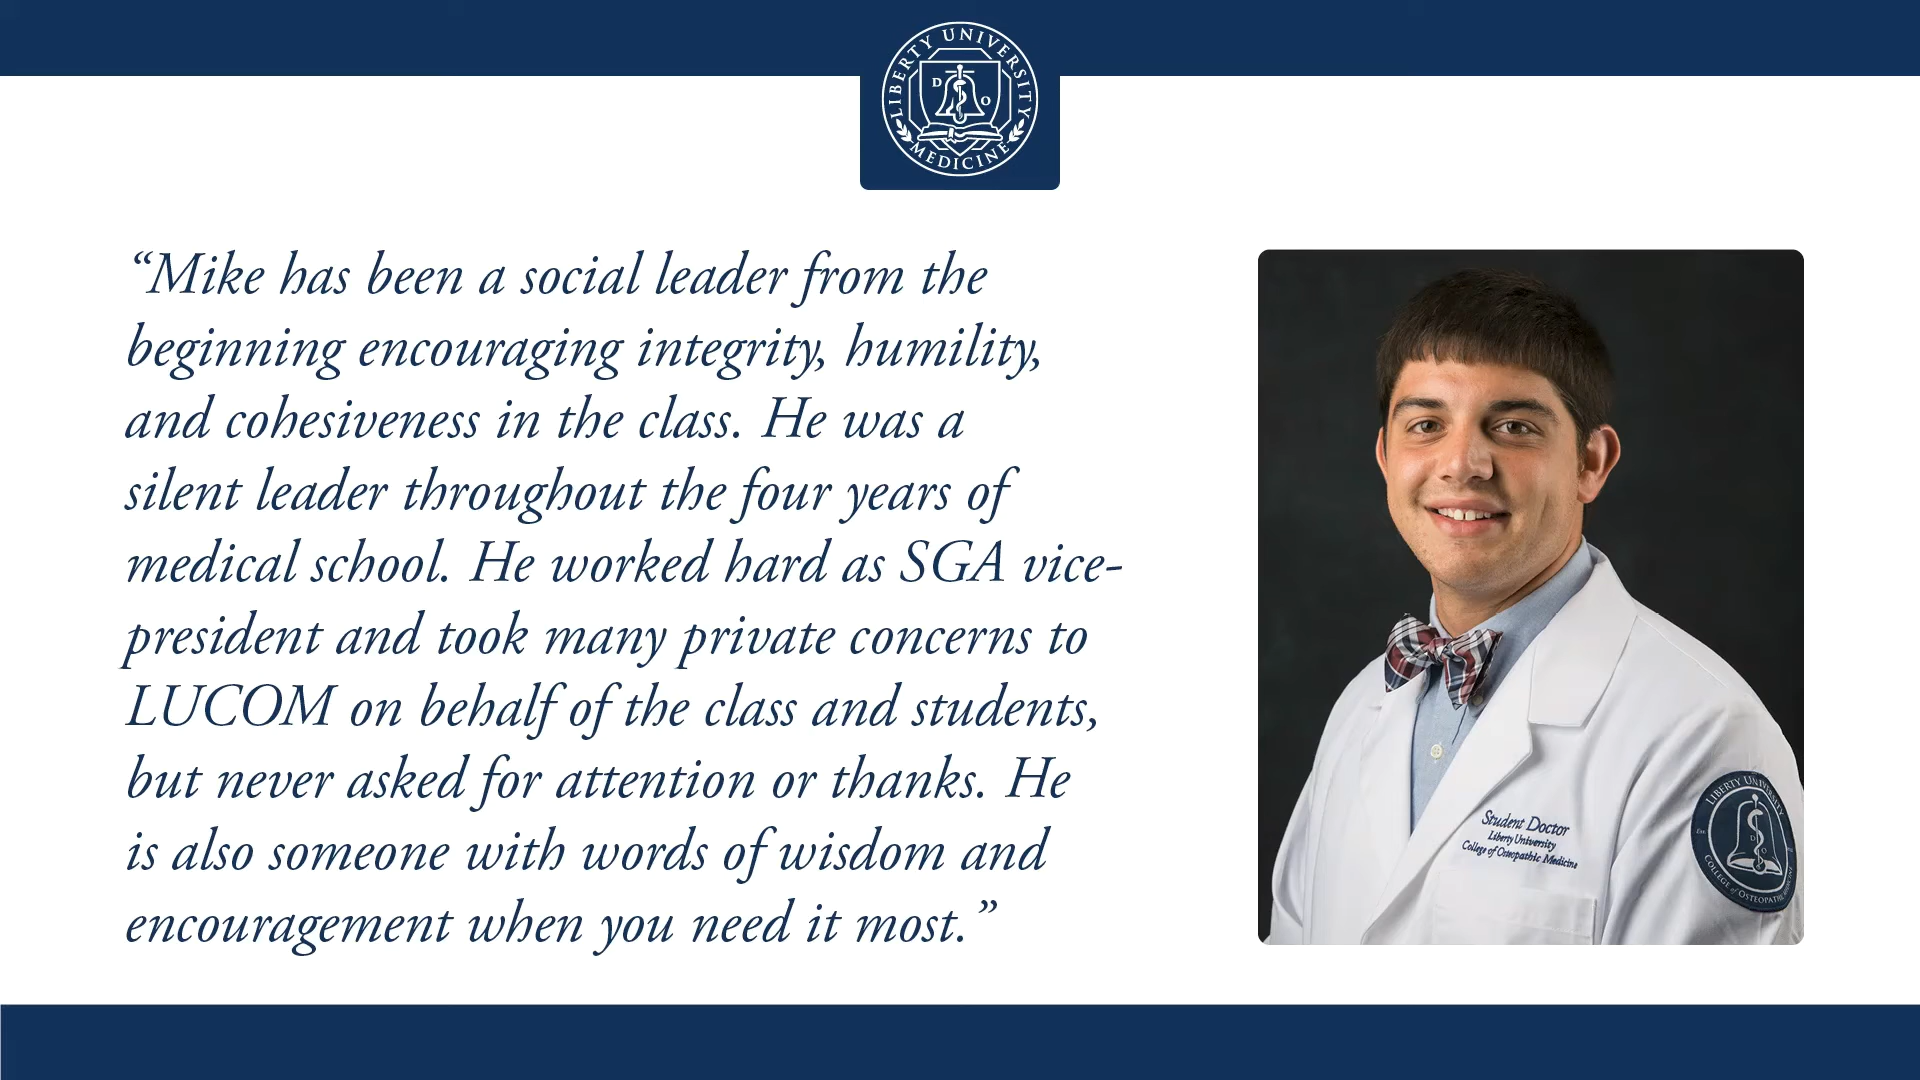 LIBERTY UNIVERSITY
D O
MEDICINE
“Mike has been a social leader from the
beginning encouraging integrity, humility,
and cohesiveness in the class. He was a
silent leader throughout the four years of
medical school. He worked hard as SGA vice-
president and took many private concerns to
LUCOM on behalf of the class and students,
but never asked for attention or thanks. He
is also someone with words of wisdom and
encouragement when you need it most.”
Student Doctor
Liberty University
College of Osteopathic Medicine
LIBERTY UNIVERSITY
D O
COLLEGE of OSTEOPATHIC MEDICINE